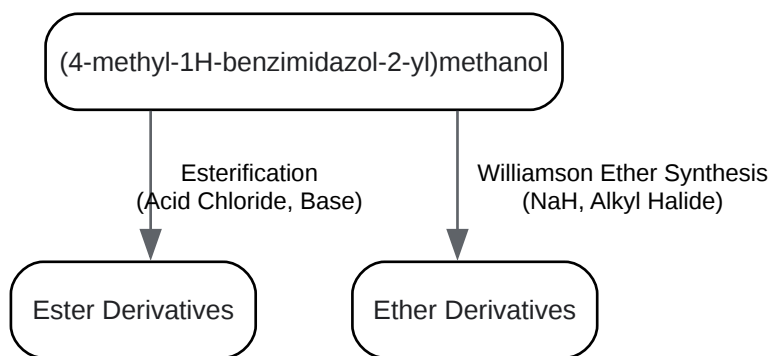 (4-methyl-1H-benzimidazol-2-yl)methanol
Esterification
(Acid Chloride, Base)
Williamson Ether Synthesis
(NaH, Alkyl Halide)
Ester Derivatives
Ether Derivatives